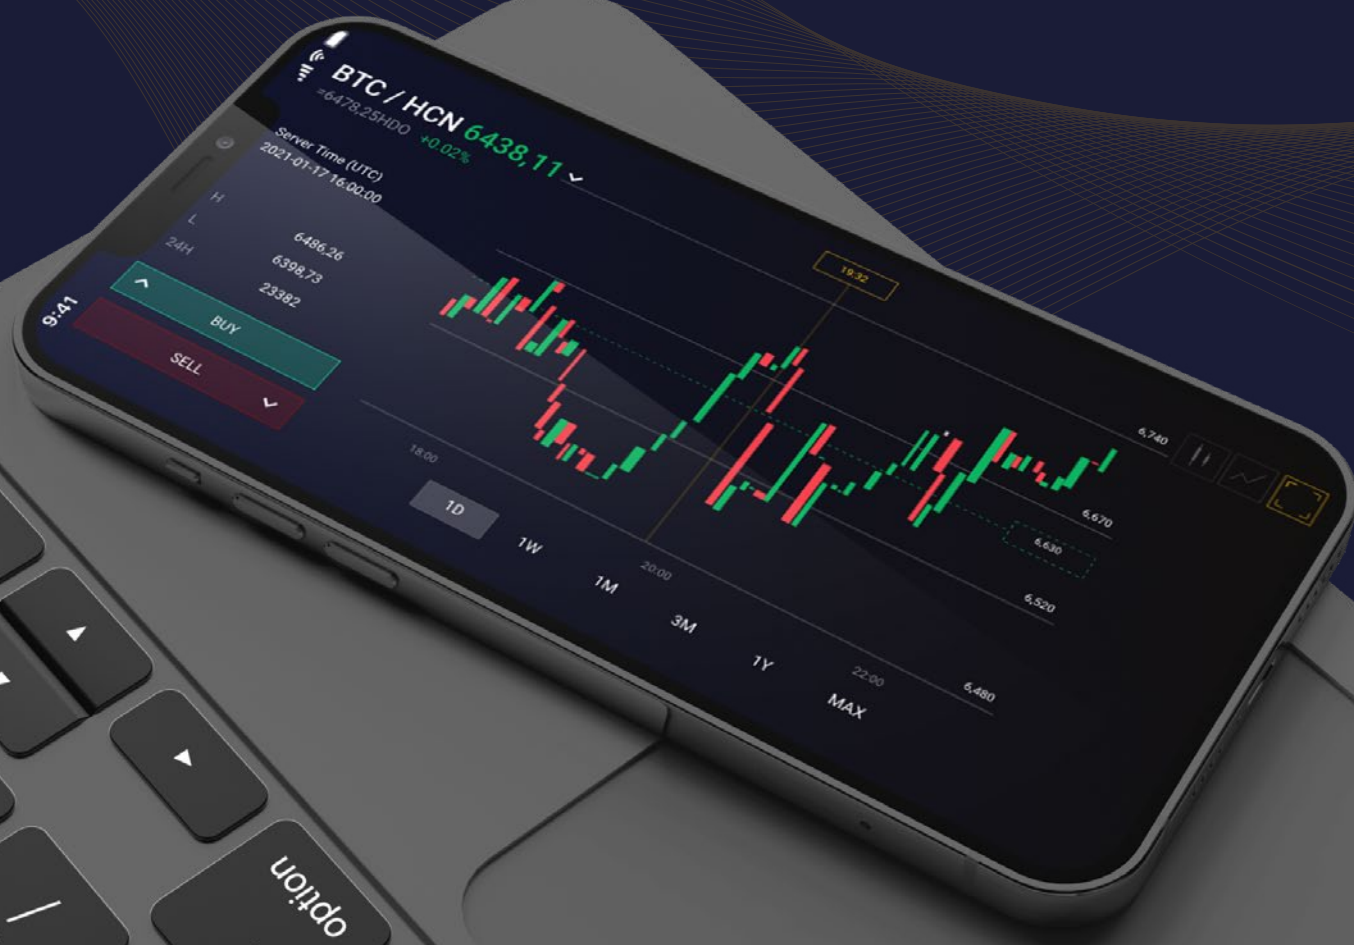 BTC / HCN 6438,11
≈6478,25HDO +0.02%
Server Time (UTC)
2021-01-17 16:00:00
H 6486,26
L 6398,73
24H 23382
BUY
SELL
9:41
19:32
6,740
6,670
6,630
6,520
6,480
18:00
20:00
22:00
1D
1W
1M
3M
1Y
MAX
/
option